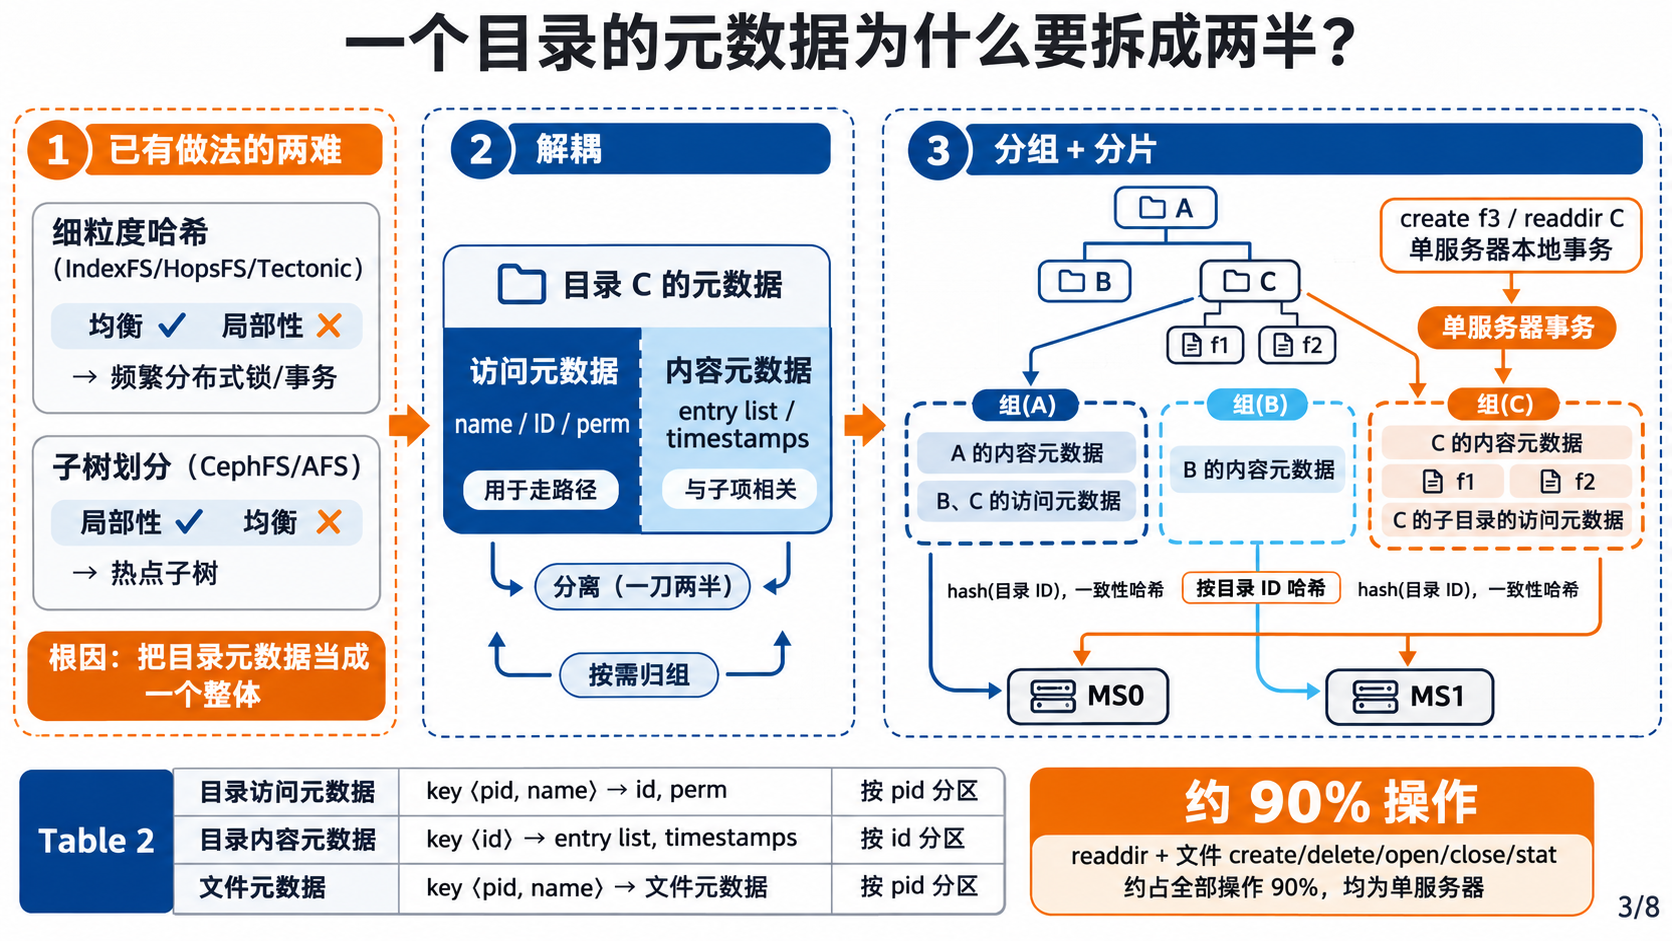 一个目录的元数据为什么要拆成两半?
1 已有做法的两难
细粒度哈希
(IndexFS/HopsFS/Tectonic)
均衡 ✓ 局部性 ✕
→ 频繁分布式锁/事务
子树划分 (CephFS/AFS)
局部性 ✓ 均衡 ✕
→ 热点子树
根因：把目录元数据当成
一个整体
2 解耦
目录 C 的元数据
访问元数据
name / ID / perm
用于走路径
内容元数据
entry list /
timestamps
与子项相关
分离（一刀两半）
按需归组
3 分组 + 分片
A
B
C
f1
f2
create f3 / readdir C
单服务器本地事务
单服务器事务
组(A)
A 的内容元数据
B、C 的访问元数据
组(B)
B 的内容元数据
组(C)
C 的内容元数据
f1
f2
C 的子目录的访问元数据
hash(目录 ID)，一致性哈希
按目录 ID 哈希
hash(目录 ID)，一致性哈希
MS0
MS1
Table 2
目录访问元数据 key〈pid, name〉→ id, perm 按 pid 分区
目录内容元数据 key〈id〉→ entry list, timestamps 按 id 分区
文件元数据 key〈pid, name〉→ 文件元数据 按 pid 分区
约 90% 操作
readdir + 文件 create/delete/open/close/stat
约占全部操作 90%，均为单服务器
3/8